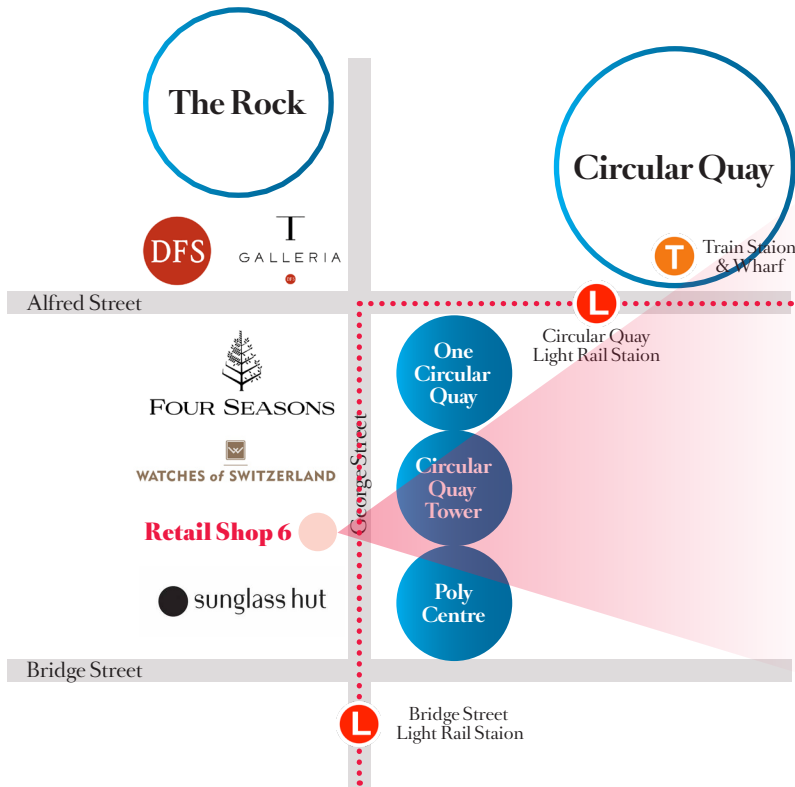 The Rock
Circular Quay
DFS
T
GALLERIA
DFS
T
Train Staion
& Wharf
Alfred Street
L
Circular Quay
Light Rail Staion
One
Circular
Quay
FOUR SEASONS
George Street
Circular
Quay
Tower
W
WATCHES of SWITZERLAND
Retail Shop 6
sunglass hut
Poly
Centre
Bridge Street
L
Bridge Street
Light Rail Staion